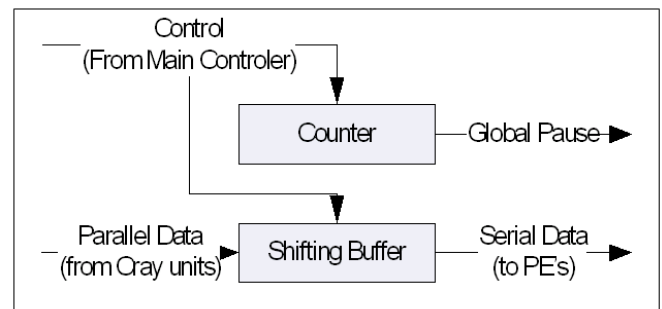 Control
(From Main Controler)
Counter
Global Pause
Parallel Data
(from Cray units)
Shifting Buffer
Serial Data
(to PE's)